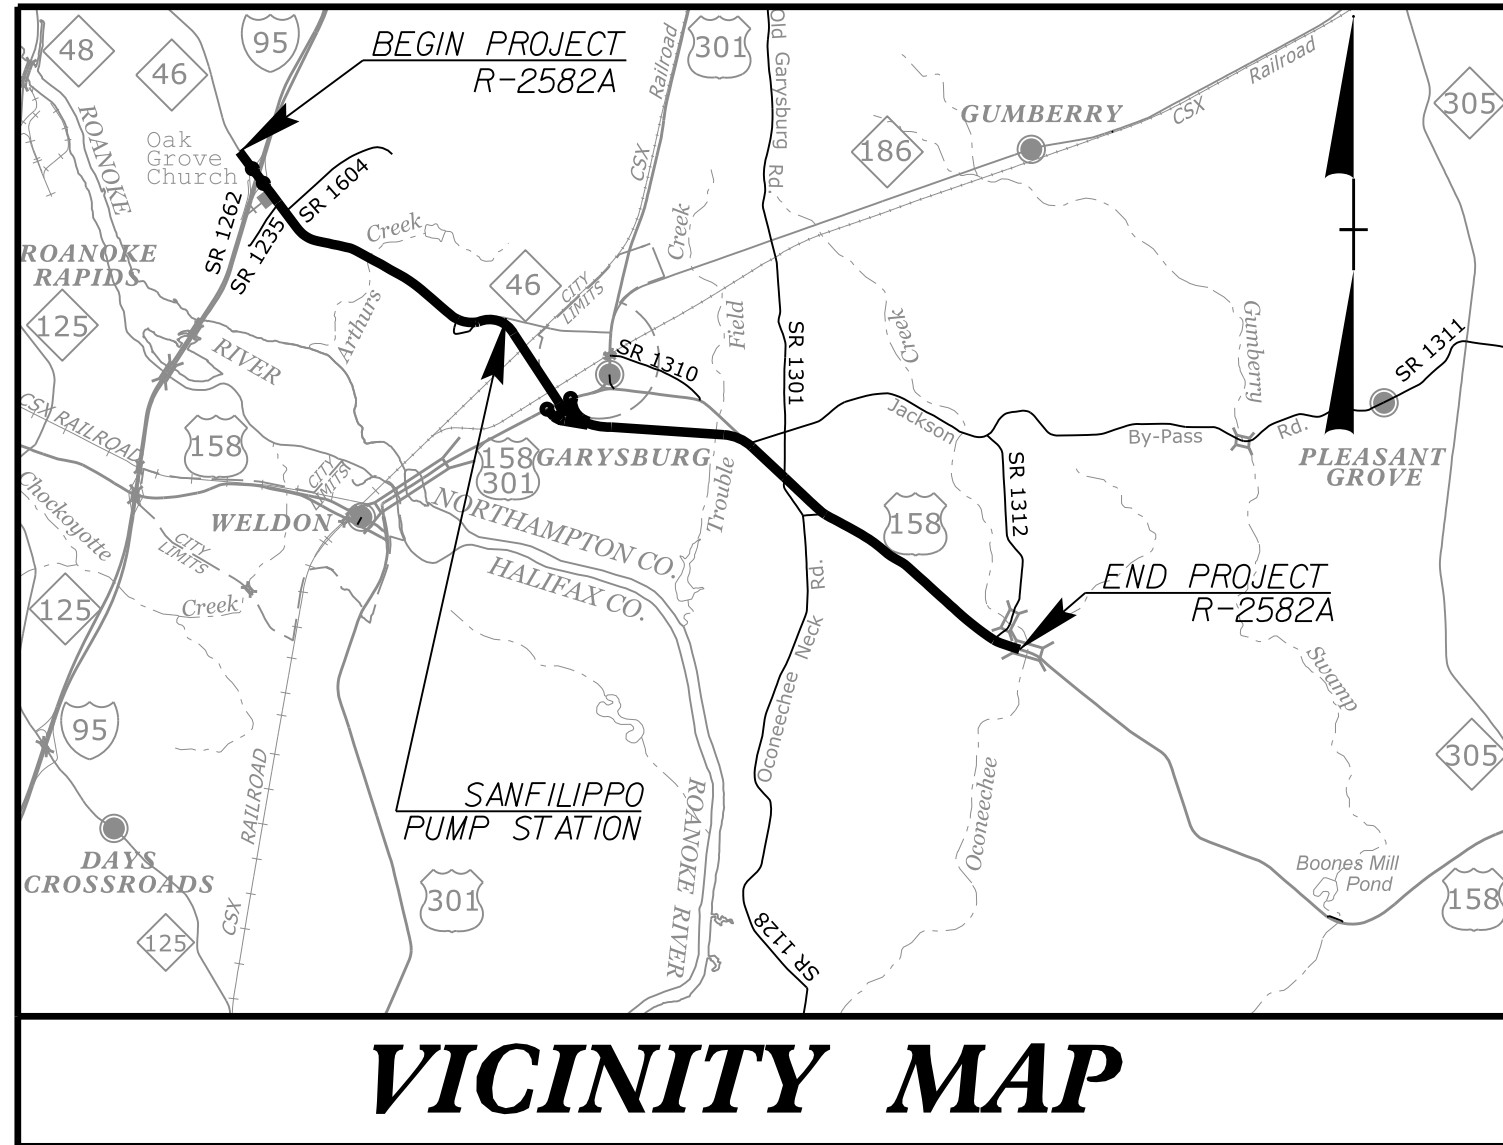 48
46
95
BEGIN PROJECT
R-2582A
Railroad
301
Old Garysburg Rd.
Railroad
CSX
305
GUMBERRY
186
ROANOKE
Oak
Grove
Church
SR 1604
CSX
SR 1262
SR 1235
Creek
Creek
ROANOKE
RAPIDS
46
CITY
LIMITS
125
Arthurs
RIVER
Field
Creek
Gumberry
SR 1310
SR 1301
SR 1311
CSX RAILROAD
158
Jackson
By-Pass
Rd.
158
301
GARYSBURG
PLEASANT
GROVE
CITY
LIMITS
Chockoyotte
WELDON
Trouble
NORTHAMPTON CO.
158
SR 1312
CITY
LIMITS
HALIFAX CO.
125
Creek
Oconeechee Neck Rd.
END PROJECT
R-2582A
Swamp
95
305
RAILROAD
SANFILIPPO
PUMP STATION
ROANOKE RIVER
Oconeechee
DAYS
CROSSROADS
301
Boones Mill
Pond
158
CSX
125
SR 1128
VICINITY MAP